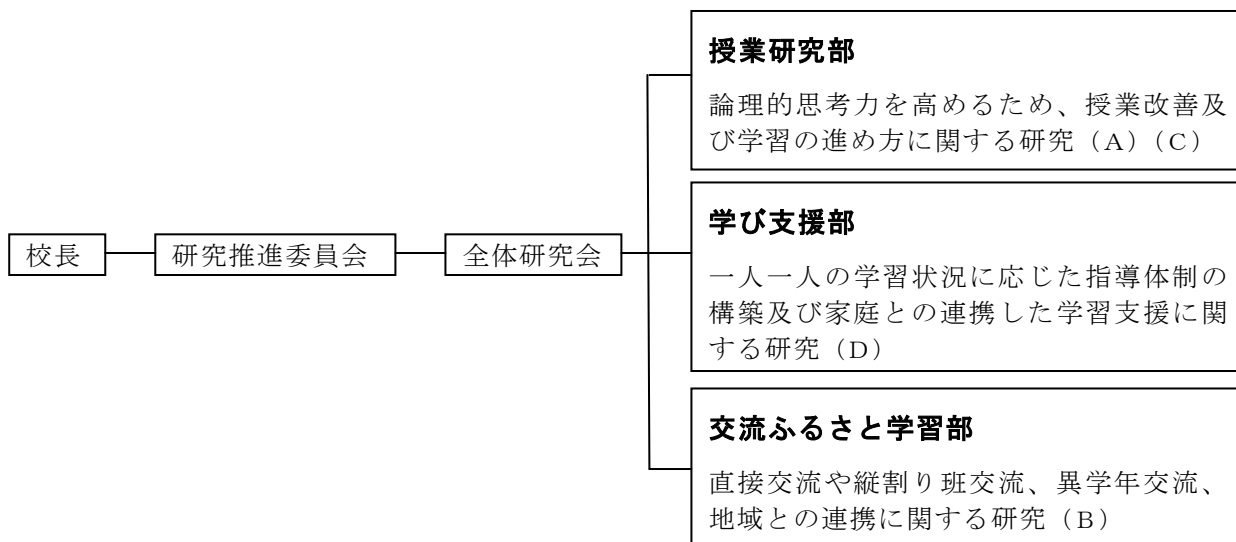 校長
研究推進委員会
全体研究会
授業研究部
論理的思考力を高めるため、授業改善及
び学習の進め方に関する研究（A）（C）
学び支援部
一人一人の学習状況に応じた指導体制の
構築及び家庭との連携した学習支援に関
する研究（D）
交流ふるさと学習部
直接交流や縦割り班交流、異学年交流、
地域との連携に関する研究（B）